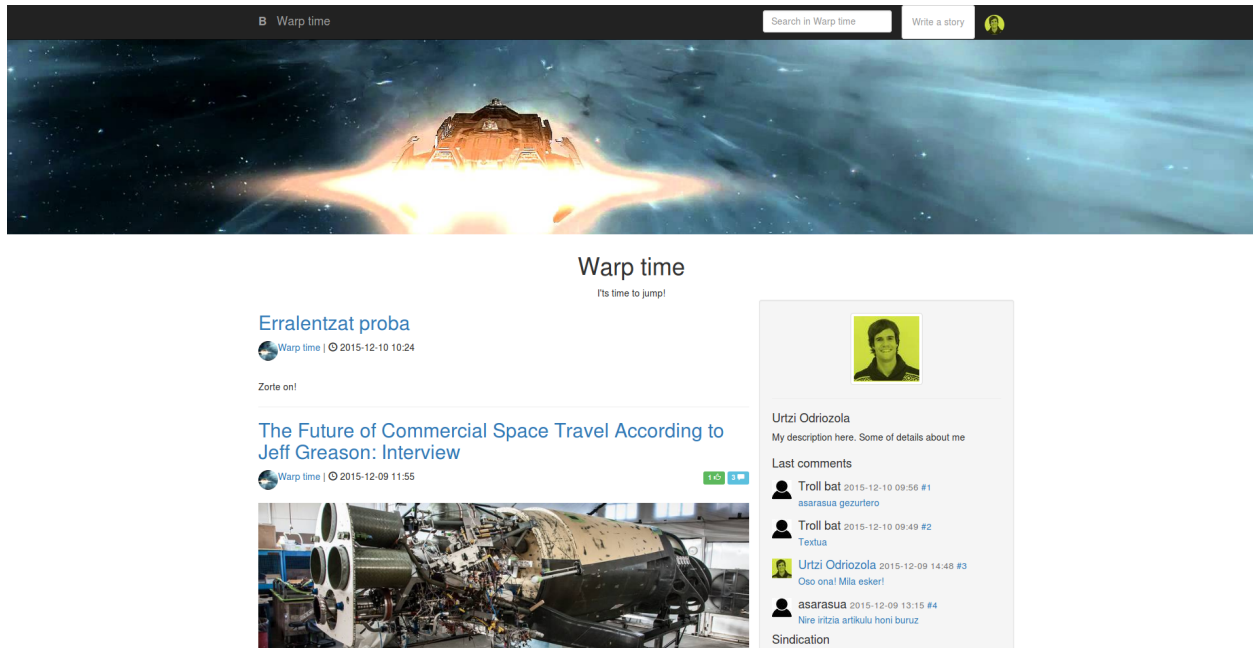 B Warp time
Search in Warp time
Write a story
Warp time
I'ts time to jump!
Erralentzat proba
Warp time | 2015-12-10 10:24
Zorte on!
The Future of Commercial Space Travel According to
Jeff Greason: Interview
Warp time | 2015-12-09 11:55
1
3
Urtzi Odriozola
My description here. Some of details about me
Last comments
Troll bat 2015-12-10 09:56 #1
asarasua gezurtero
Troll bat 2015-12-10 09:49 #2
Textua
Urtzi Odriozola 2015-12-09 14:48 #3
Oso ona! Mila esker!
asarasua 2015-12-09 13:15 #4
Nire iritzia artikulu honi buruz
Sindication